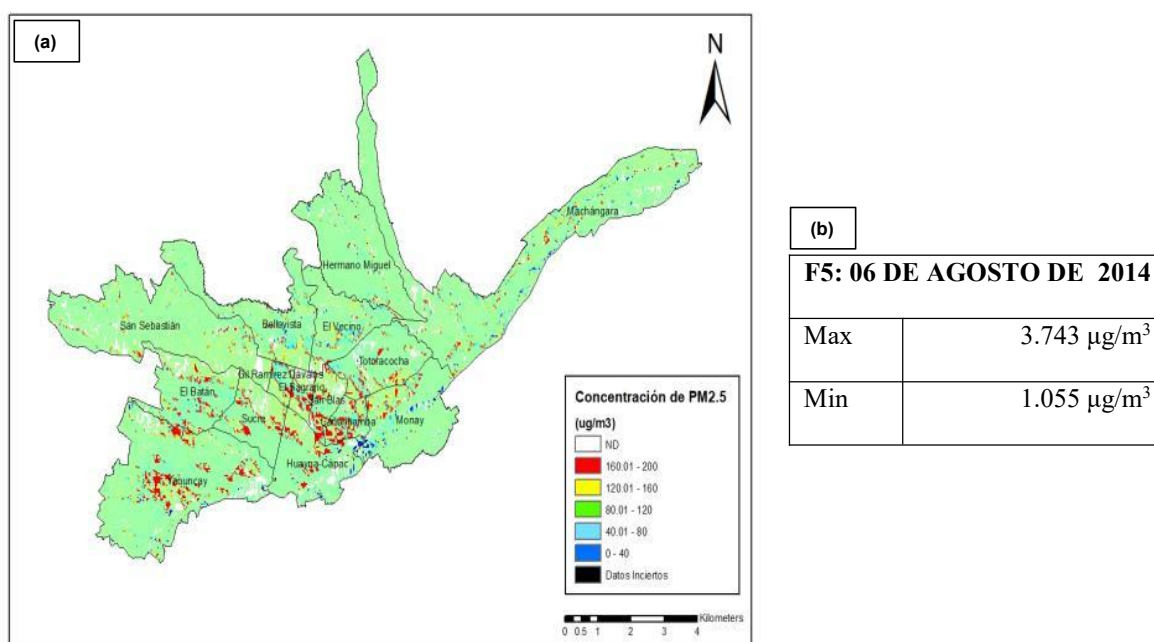 (a)
N
Machángara
Hermano Miguel
San Sebastián
Bellavista
El Vecino
Totoracocha
Gil Ramírez Dávalos
El Sagrario
San Blas
El Batán
Sucre
Cañaribamba
Monay
Huayna-Capac
Yanuncay
Concentración de PM2.5
(ug/m3)
ND
160.01 - 200
120.01 - 160
80.01 - 120
40.01 - 80
0 - 40
Datos Inciertos
Kilometers
0 0.5 1 2 3 4
(b)
F5: 06 DE AGOSTO DE 2014
Max 3.743 µg/m³
Min 1.055 µg/m³